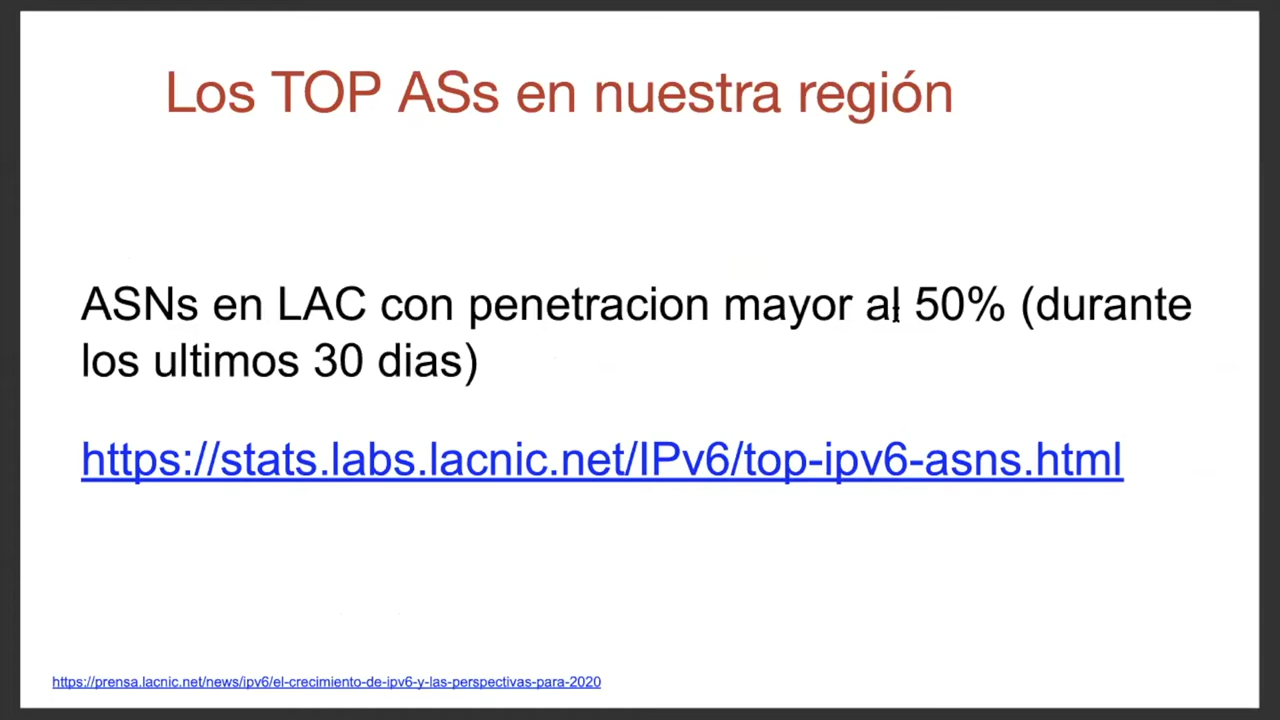 Los TOP ASs en nuestra región
ASNs en LAC con penetracion mayor al 50% (durante
los ultimos 30 dias)
https://stats.labs.lacnic.net/IPv6/top-ipv6-asns.html
https://prensa.lacnic.net/news/ipv6/el-crecimiento-de-ipv6-y-las-perspectivas-para-2020